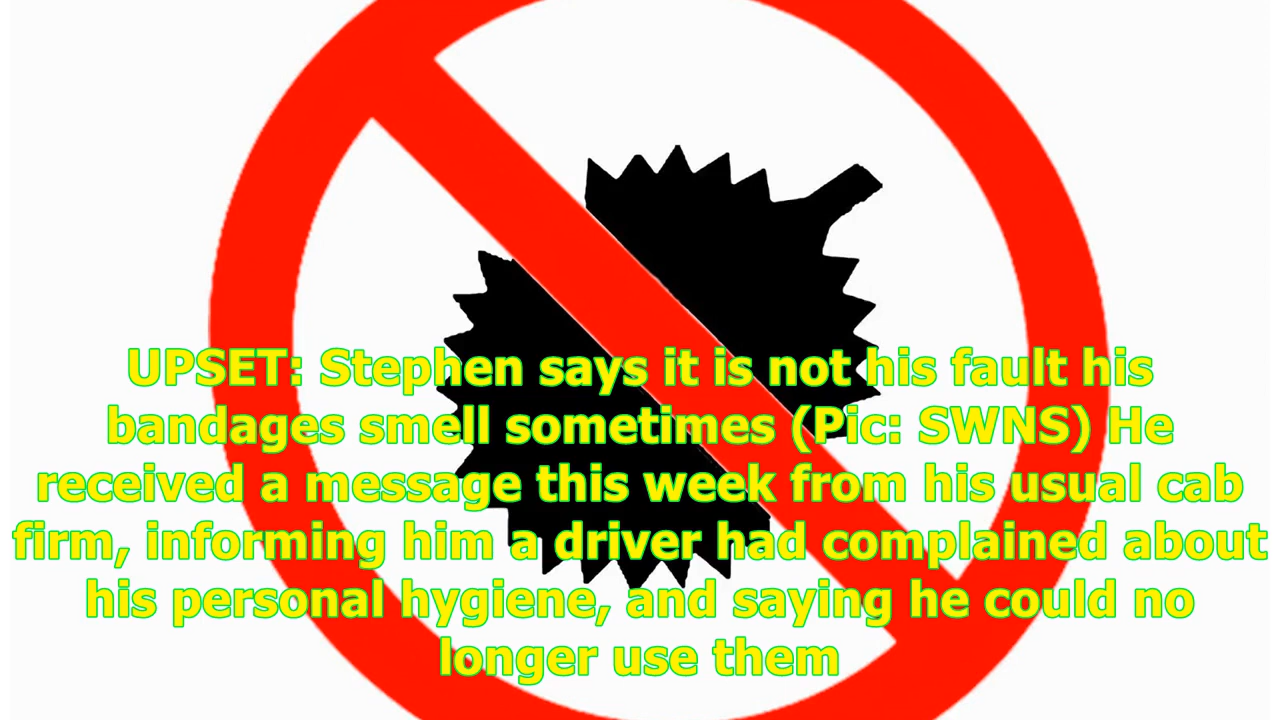 UPSET: Stephen says it is not his fault his
bandages smell sometimes (Pic: SWNS) He
received a message this week from his usual cab
firm, informing him a driver had complained about
his personal hygiene, and saying he could no
longer use them